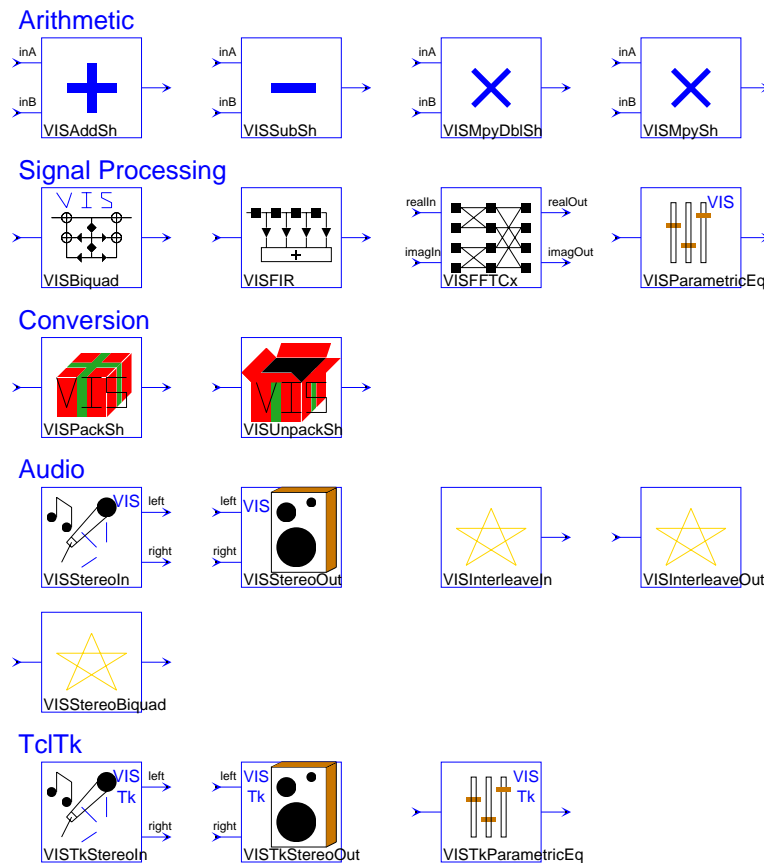 Arithmetic
inA inA inA inA
inB inB inB inB
VISAddSh VISSubSh VISMpyDblSh VISMpySh
Signal Processing
VIS VIS
realIn realOut
imagIn imagOut
VISBiquad VISFIR VISFFTCx VISParametricEq
Conversion
VIS VIS
VISPackSh VISUnpackSh
Audio
VIS left left VIS
right right
VISStereoIn VISStereoOut VISInterleaveIn VISInterleaveOut
VISStereoBiquad
TclTk
VIS left left VIS VIS
Tk Tk Tk
right right
VISTkStereoIn VISTkStereoOut VISTkParametricEq